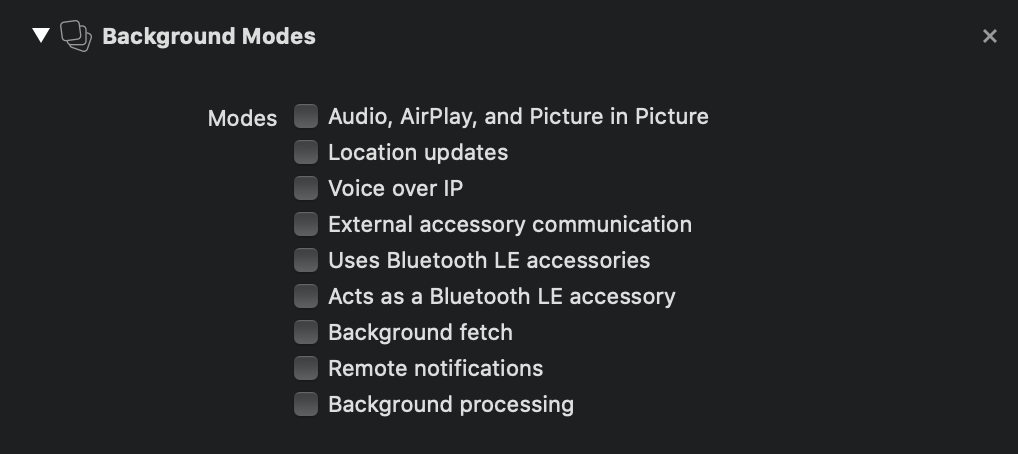 Background Modes
Modes
Audio, AirPlay, and Picture in Picture
Location updates
Voice over IP
External accessory communication
Uses Bluetooth LE accessories
Acts as a Bluetooth LE accessory
Background fetch
Remote notifications
Background processing